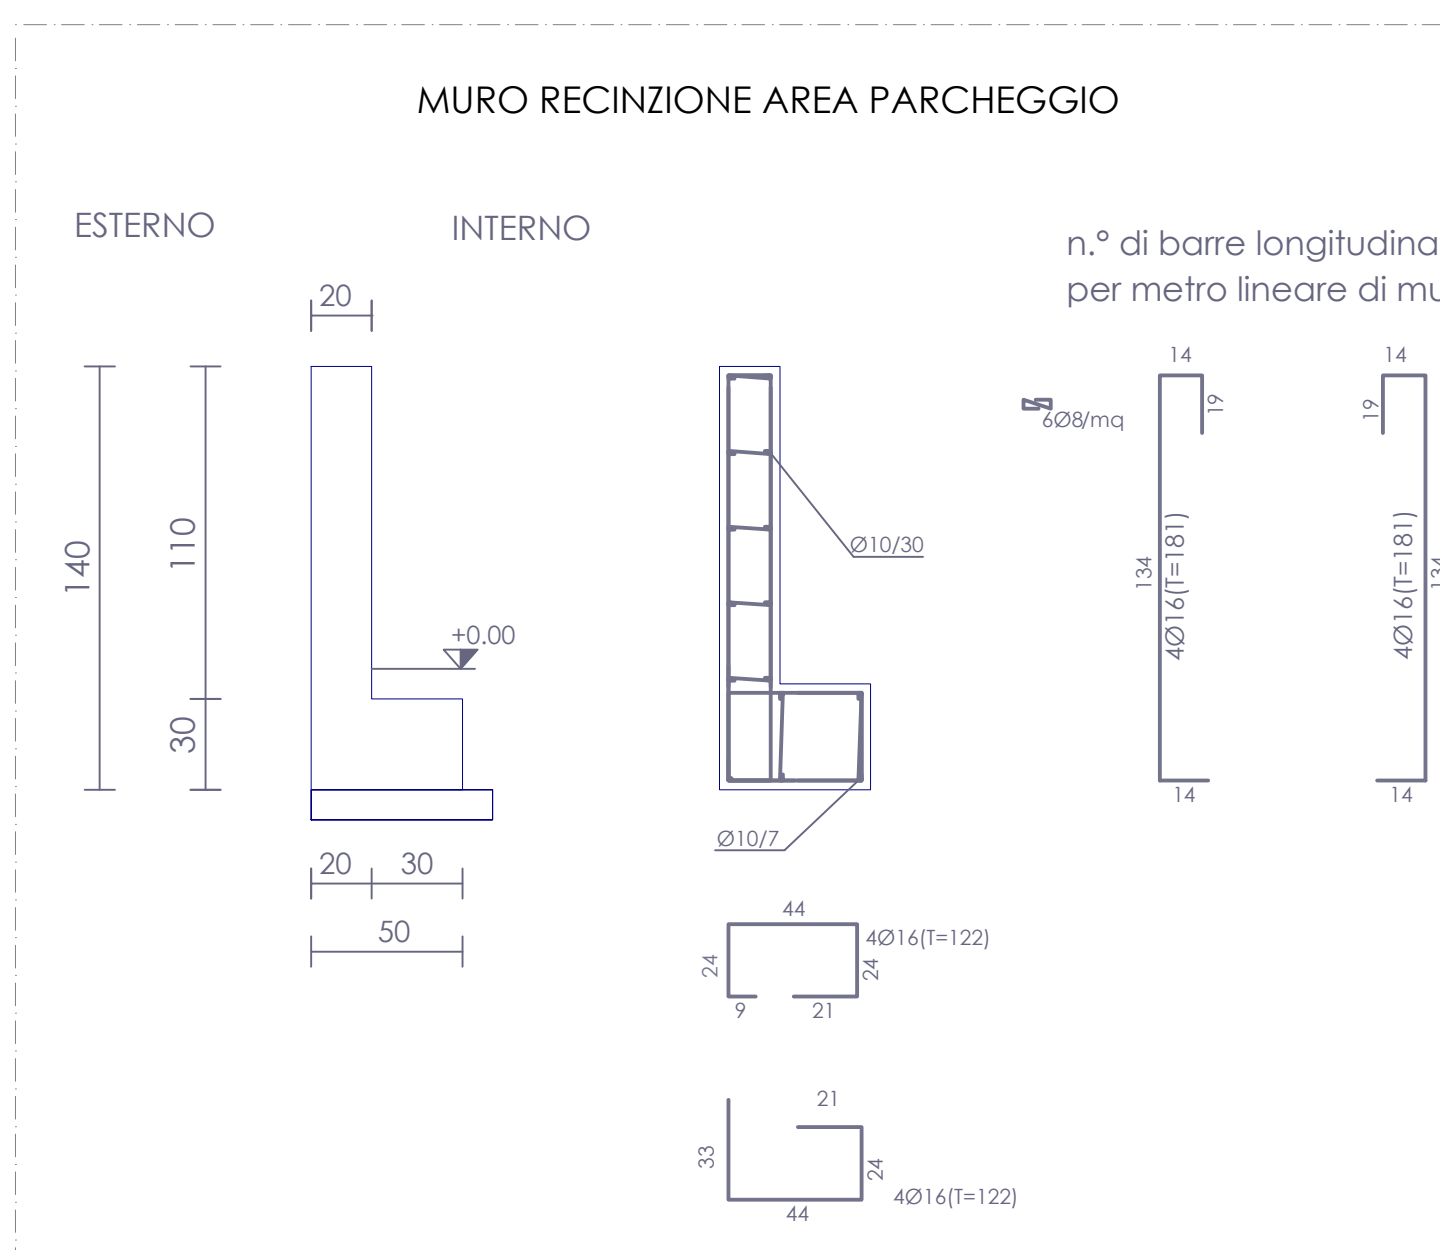 MURO RECINZIONE AREA PARCHEGGIO
ESTERNO
INTERNO
n.° di barre longitudina
per metro lineare di mu
20
140
110
30
+0.00
20
30
50
Ø10/30
Ø10/7
6Ø8/mq
14
19
134
4Ø16(T=181)
14
14
19
4Ø16(T=181)
134
14
44
4Ø16(T=122)
24
24
9
21
21
33
24
4Ø16(T=122)
44